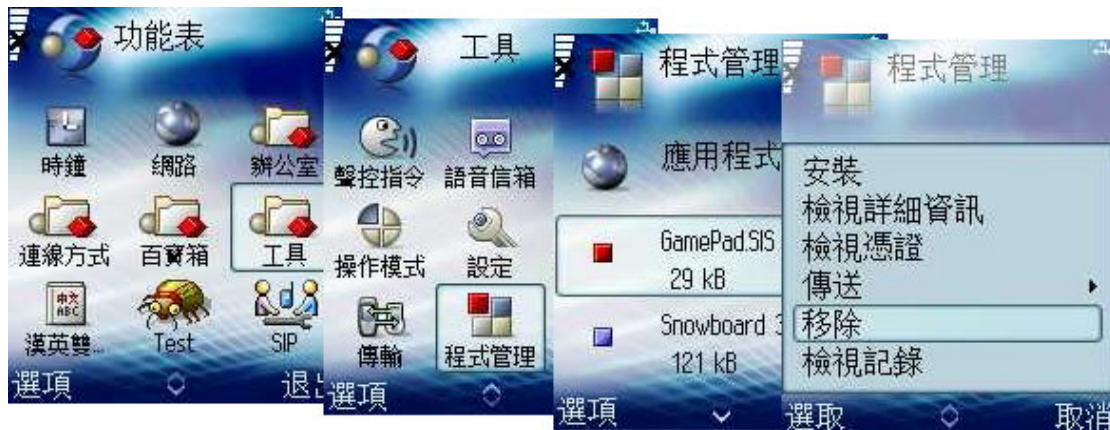 功能表
時鐘 網路 辦公室
連線方式 百寶箱 工具
中文
ABC
漢英雙... Test SIP
選項
工具
聲控指令 語音信箱
操作模式 設定
傳輸 程式管理
選項
程式管理
應用程式
GamePad.SIS
29 kB
Snowboard
121 kB
選項
程式管理
安裝
檢視詳細資訊
檢視憑證
傳送
移除
檢視記錄
選取 取消